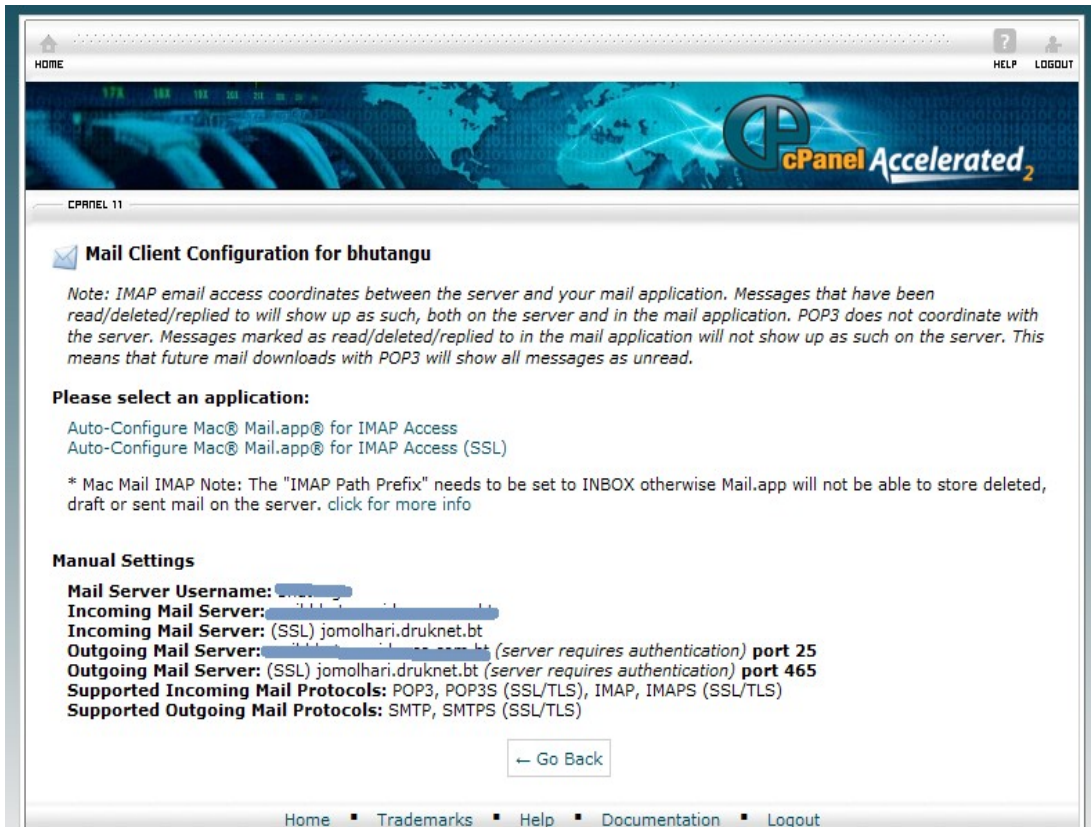 HOME
HELP LOGOUT
17X 18X 19X 20X 21X
cPanel Accelerated2
CPANEL 11
Mail Client Configuration for bhutangu
Note: IMAP email access coordinates between the server and your mail application. Messages that have been
read/deleted/replied to will show up as such, both on the server and in the mail application. POP3 does not coordinate with
the server. Messages marked as read/deleted/replied to in the mail application will not show up as such on the server. This
means that future mail downloads with POP3 will show all messages as unread.
Please select an application:
Auto-Configure Mac® Mail.app® for IMAP Access
Auto-Configure Mac® Mail.app® for IMAP Access (SSL)
* Mac Mail IMAP Note: The "IMAP Path Prefix" needs to be set to INBOX otherwise Mail.app will not be able to store deleted,
draft or sent mail on the server. click for more info
Manual Settings
Mail Server Username:
Incoming Mail Server:
Incoming Mail Server: (SSL) jomolhari.druknet.bt
Outgoing Mail Server: (server requires authentication) port 25
Outgoing Mail Server: (SSL) jomolhari.druknet.bt (server requires authentication) port 465
Supported Incoming Mail Protocols: POP3, POP3S (SSL/TLS), IMAP, IMAPS (SSL/TLS)
Supported Outgoing Mail Protocols: SMTP, SMTPS (SSL/TLS)
← Go Back
Home ▪ Trademarks ▪ Help ▪ Documentation ▪ Logout